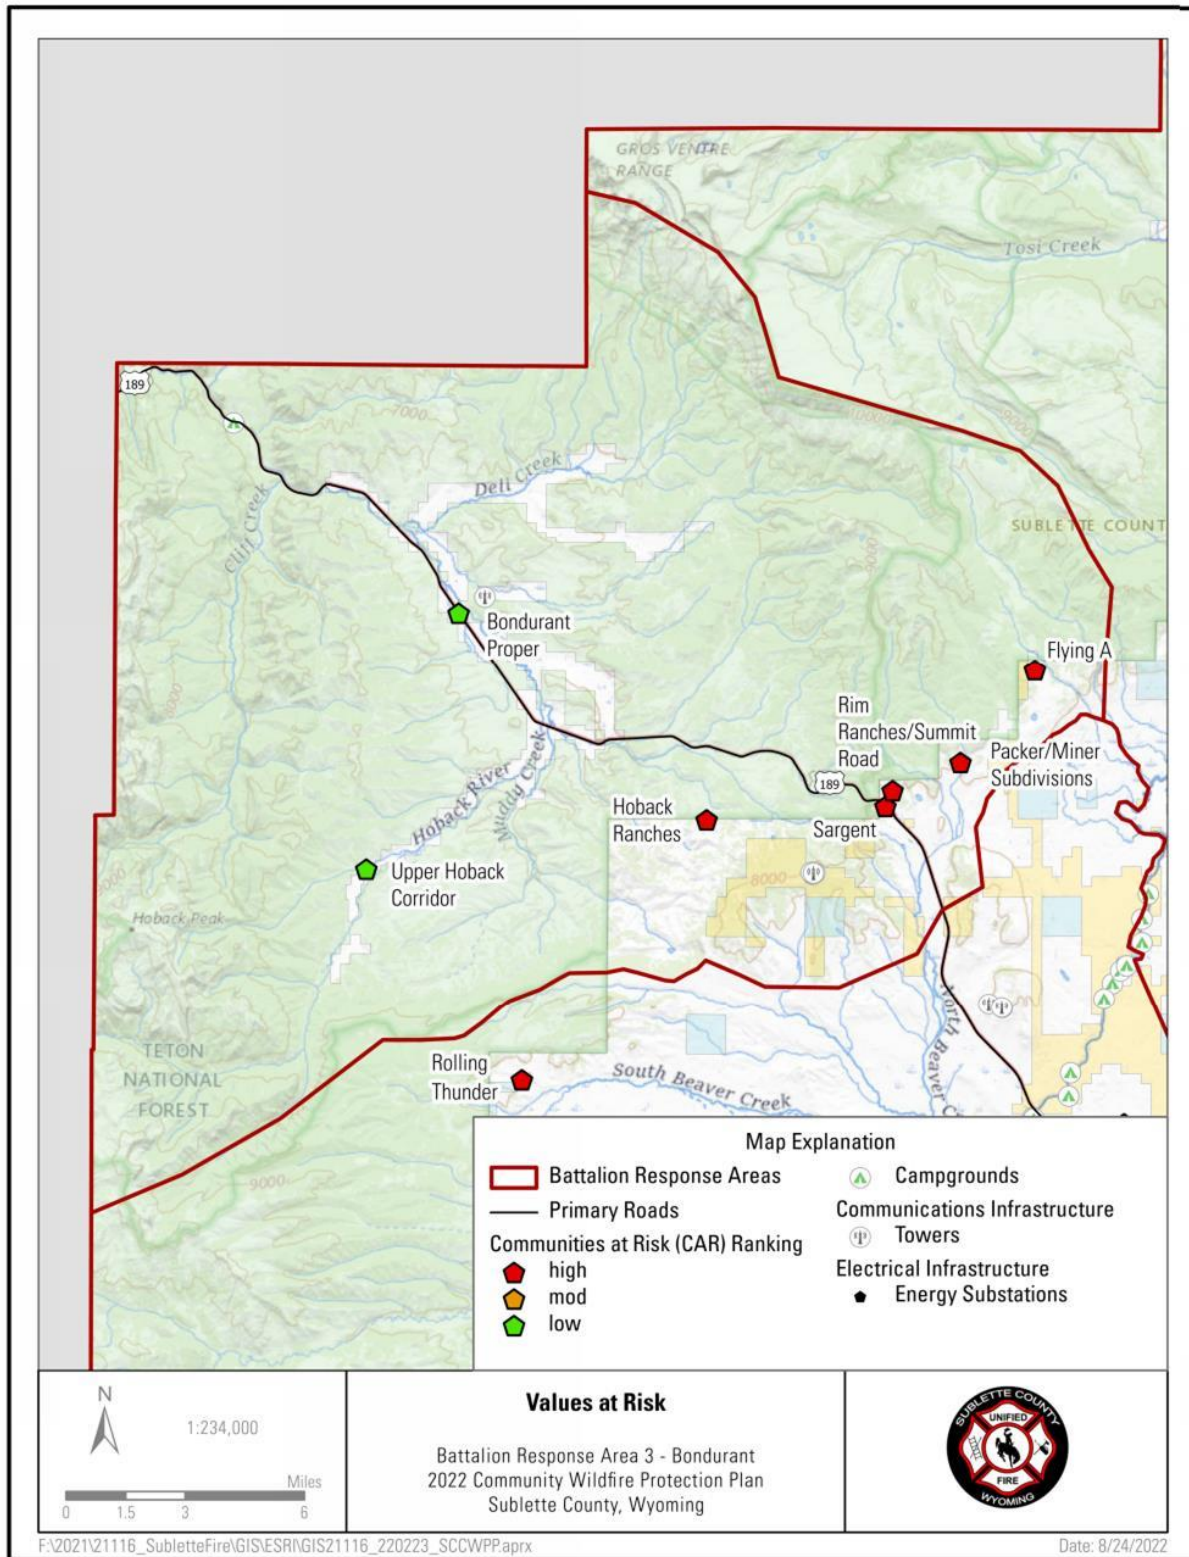 GROS VENTRE
RANGE
Tosi Creek
189
7000
10000
9000
Dell Creek
Cliff Creek
SUBLETTE COUNT
9000
Bondurant
Proper
Flying A
8000
Rim
Ranches/Summit
Road
Packer/Miner
Subdivisions
189
Hoback River
Muddy Creek
Hoback
Ranches
Sargent
Upper Hoback
Corridor
8000
9000
Hoback Peak
North Beaver C
TETON
NATIONAL
FOREST
Rolling
Thunder
South Beaver Creek
9000
Map Explanation
Battalion Response Areas
Primary Roads
Communities at Risk (CAR) Ranking
high
mod
low
Campgrounds
Communications Infrastructure
Towers
Electrical Infrastructure
Energy Substations
N
1:234,000
Miles
0 1.5 3 6
Values at Risk
Battalion Response Area 3 - Bondurant
2022 Community Wildfire Protection Plan
Sublette County, Wyoming
SUBLETTE COUNTY
UNIFIED
FIRE
WYOMING
F:\2021\21116_SubletteFire\GIS\ESRI\GIS21116_220223_SCCWPP.aprx
Date: 8/24/2022